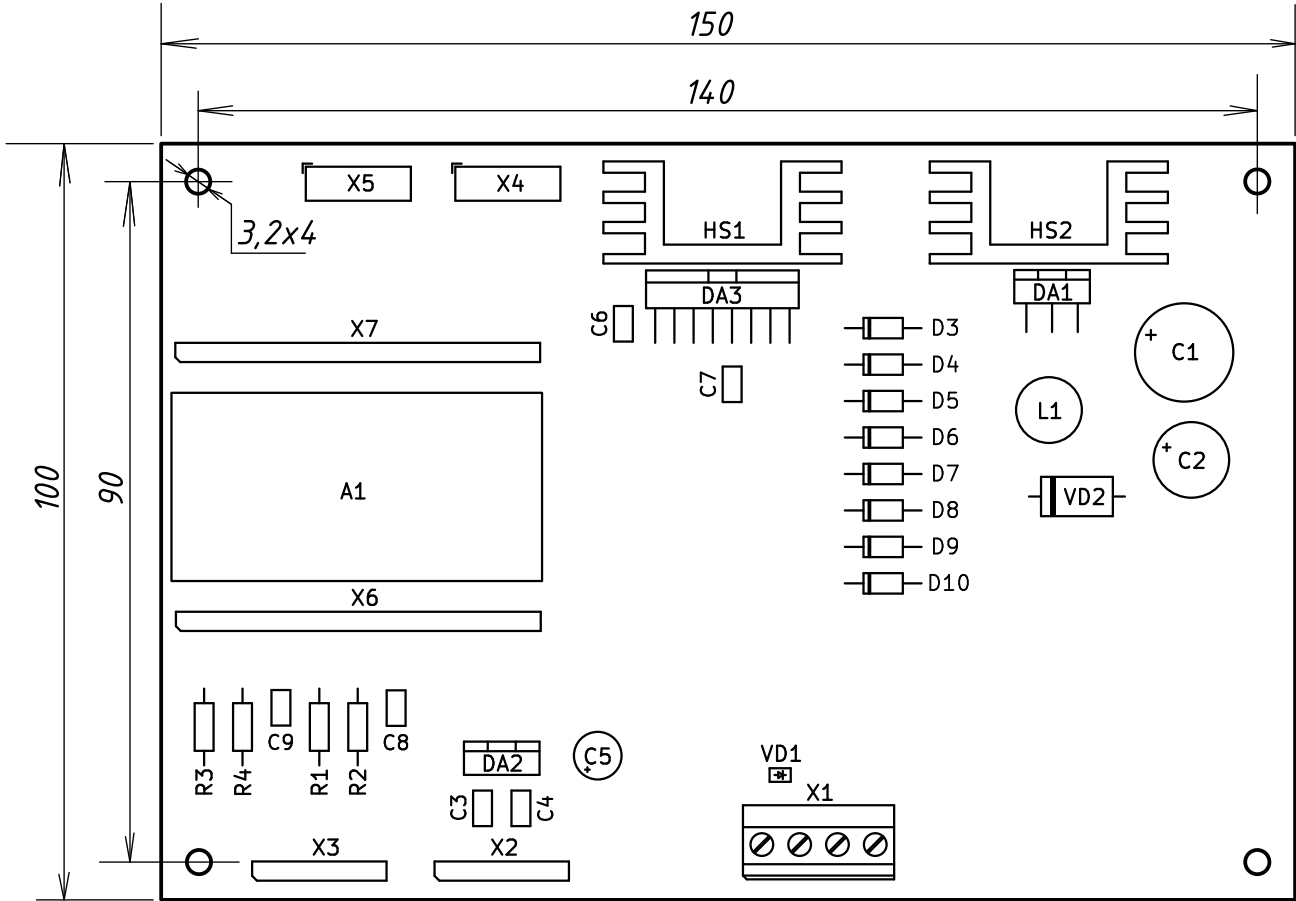 150
140
X5
X4
3,2x4
HS1
HS2
DA3
DA1
C6
X7
D3
C1
D4
C7
D5
L1
D6
C2
D7
100
90
A1
VD2
D8
D9
D10
X6
C9
C8
VD1
C5
DA2
R3
R4
R1
R2
X1
C3
C4
X3
X2